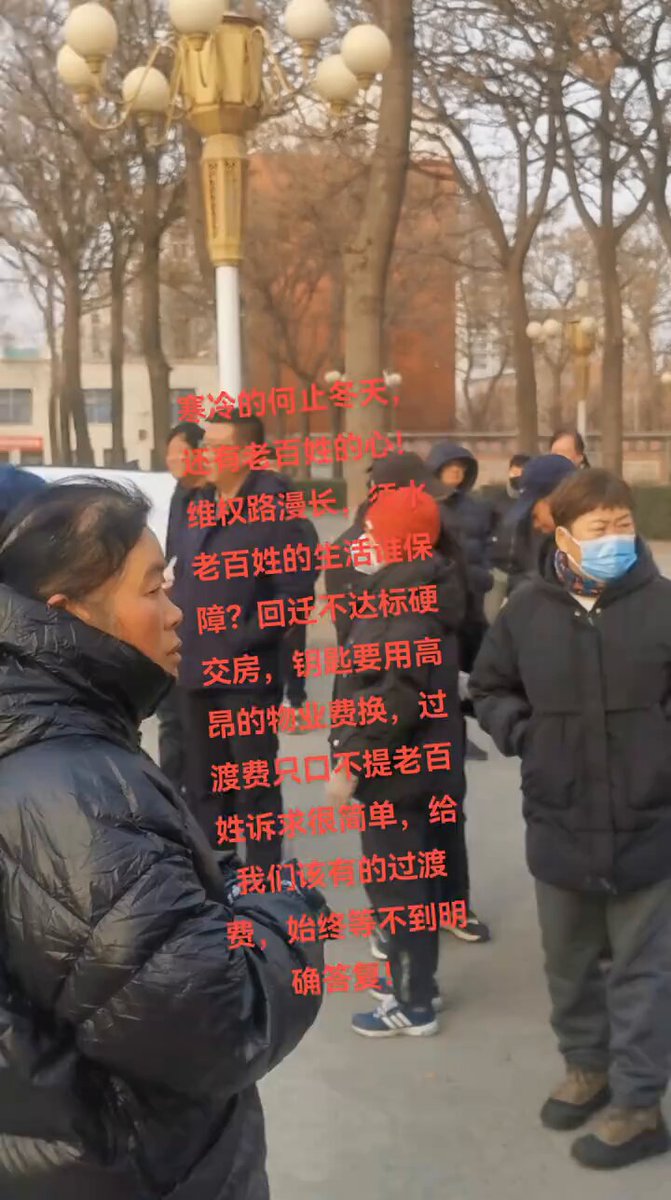 寒冷的何止冬天，
还有老百姓的心！
维权路漫长，须水
老百姓的生活谁保
障？回迁不达标硬
交房，钥匙要用高
昂的物业费换，过
渡费只口不提老百
姓诉求很简单，给
我们该有的过渡
费，始终等不到明
确答复！